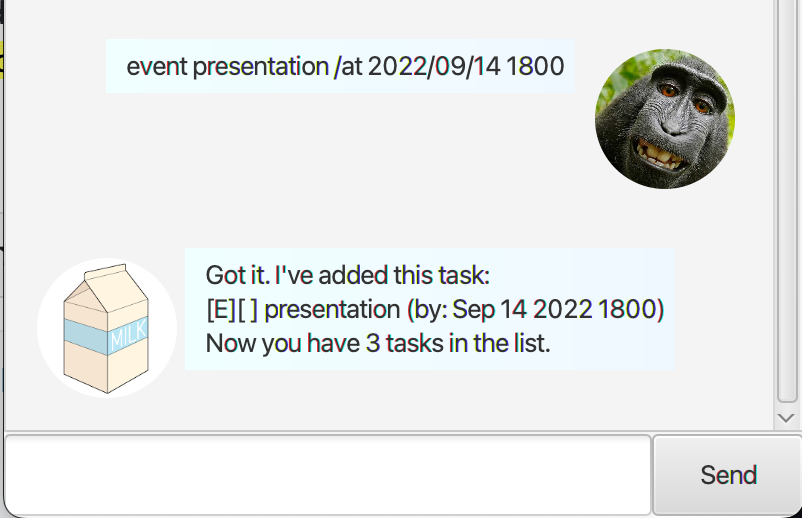 event presentation /at 2022/09/14 1800
Got it. I've added this task:
[E][ ] presentation (by: Sep 14 2022 1800)
Now you have 3 tasks in the list.
MILK
Send